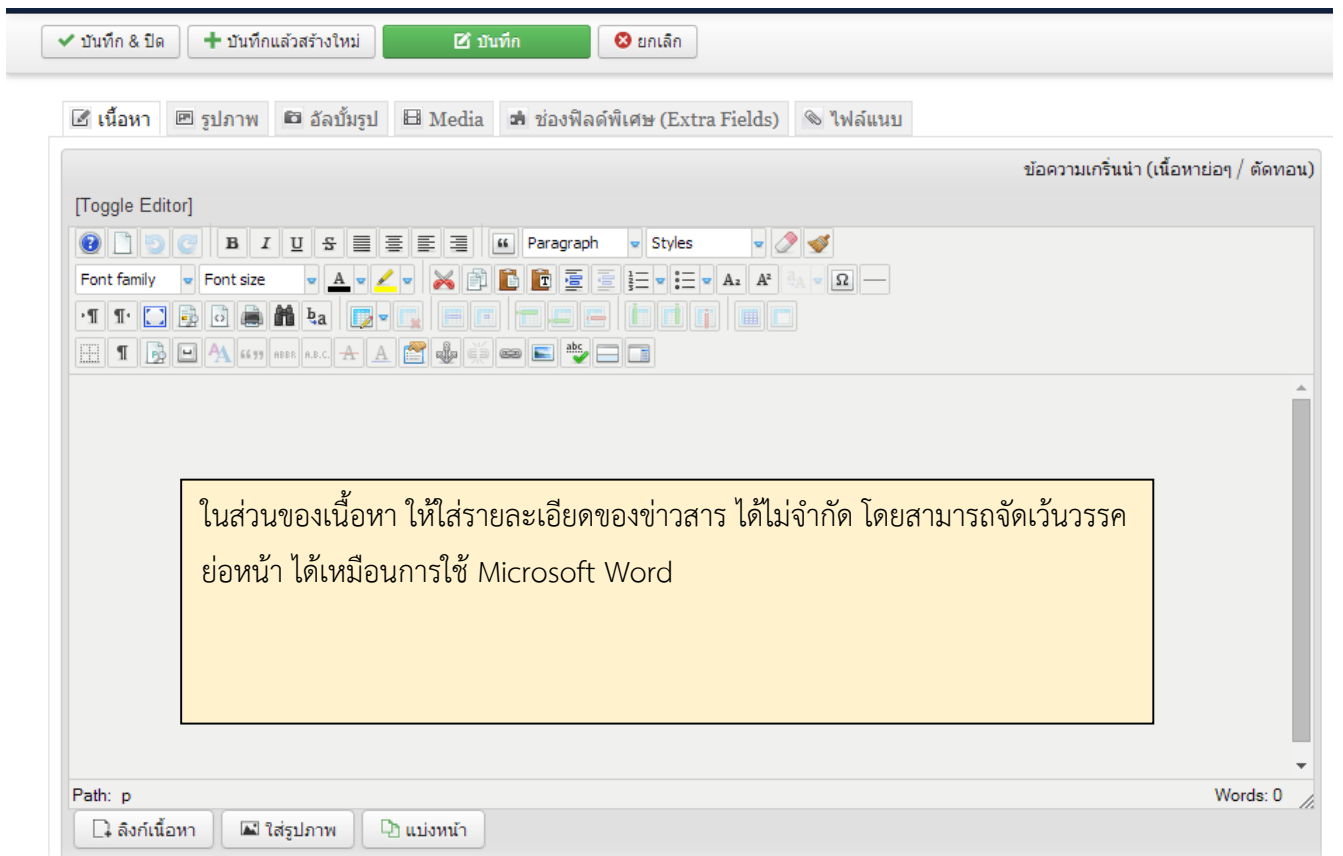 บันทึก & ปิด บันทึกแล้วสร้างใหม่ บันทึก ยกเลิก
เนื้อหา รูปภาพ อัลบั้มรูป Media ช่องฟิลด์พิเศษ (Extra Fields) ไฟล์แนบ
ข้อความเกริ่นนำ (เนื้อหาย่อๆ / ตัดทอน)
[Toggle Editor]
B I U S Paragraph Styles
Font family Font size A A₂ A² Ω
Path: p Words: 0
ในส่วนของเนื้อหา ให้ใส่รายละเอียดของข่าวสาร ได้ไม่จำกัด โดยสามารถจัดเว้นวรรค
ย่อหน้า ได้เหมือนการใช้ Microsoft Word
ลิงก์เนื้อหา ใส่รูปภาพ แบ่งหน้า